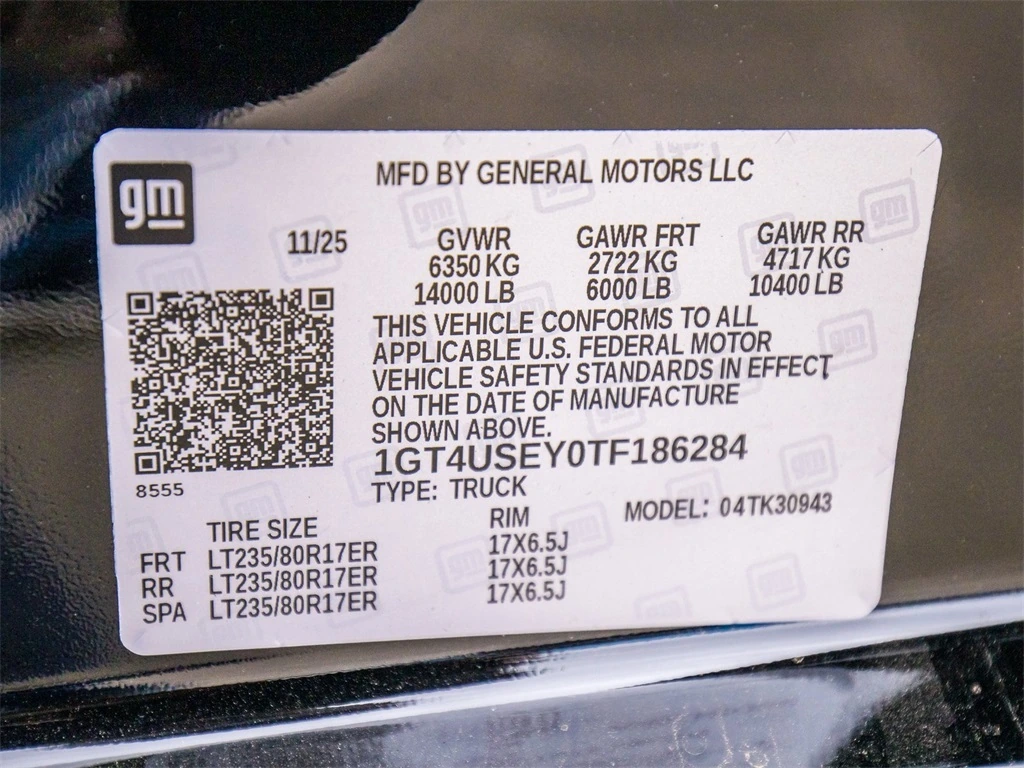 gm
MFD BY GENERAL MOTORS LLC
11/25 GVWR GAWR FRT GAWR RR
6350 KG 2722 KG 4717 KG
14000 LB 6000 LB 10400 LB
THIS VEHICLE CONFORMS TO ALL
APPLICABLE U.S. FEDERAL MOTOR
VEHICLE SAFETY STANDARDS IN EFFECT
ON THE DATE OF MANUFACTURE
SHOWN ABOVE.
1GT4USEY0TF186284
8555
TYPE: TRUCK
MODEL: 04TK30943
TIRE SIZE RIM
FRT LT235/80R17ER 17X6.5J
RR LT235/80R17ER 17X6.5J
SPA LT235/80R17ER 17X6.5J